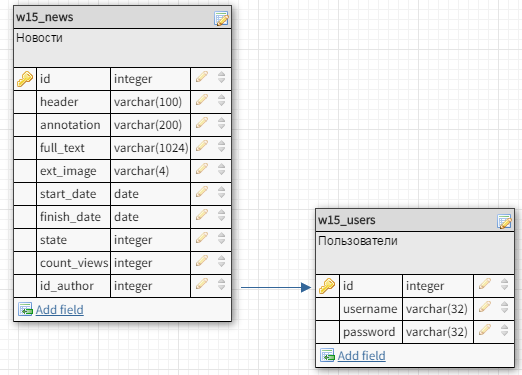 w15_news
Новости
id integer
header varchar(100)
annotation varchar(200)
full_text varchar(1024)
ext_image varchar(4)
start_date date
finish_date date
state integer
count_views integer
id_author integer
Add field
w15_users
Пользователи
id integer
username varchar(32)
password varchar(32)
Add field